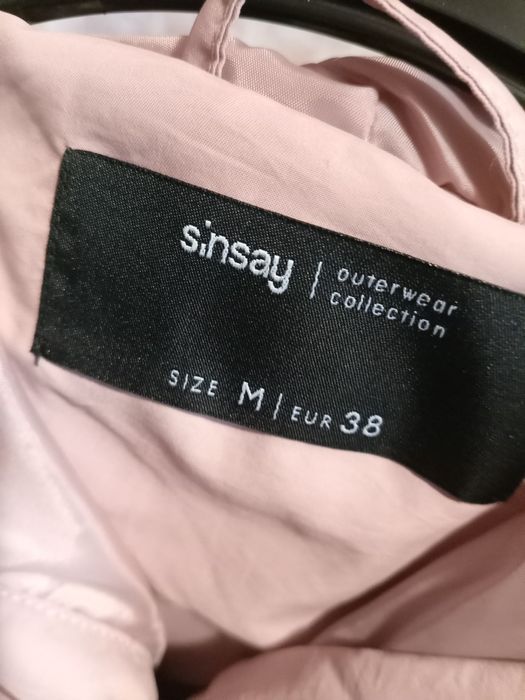 sinsay | outerwear
collection
SIZE M | EUR 38